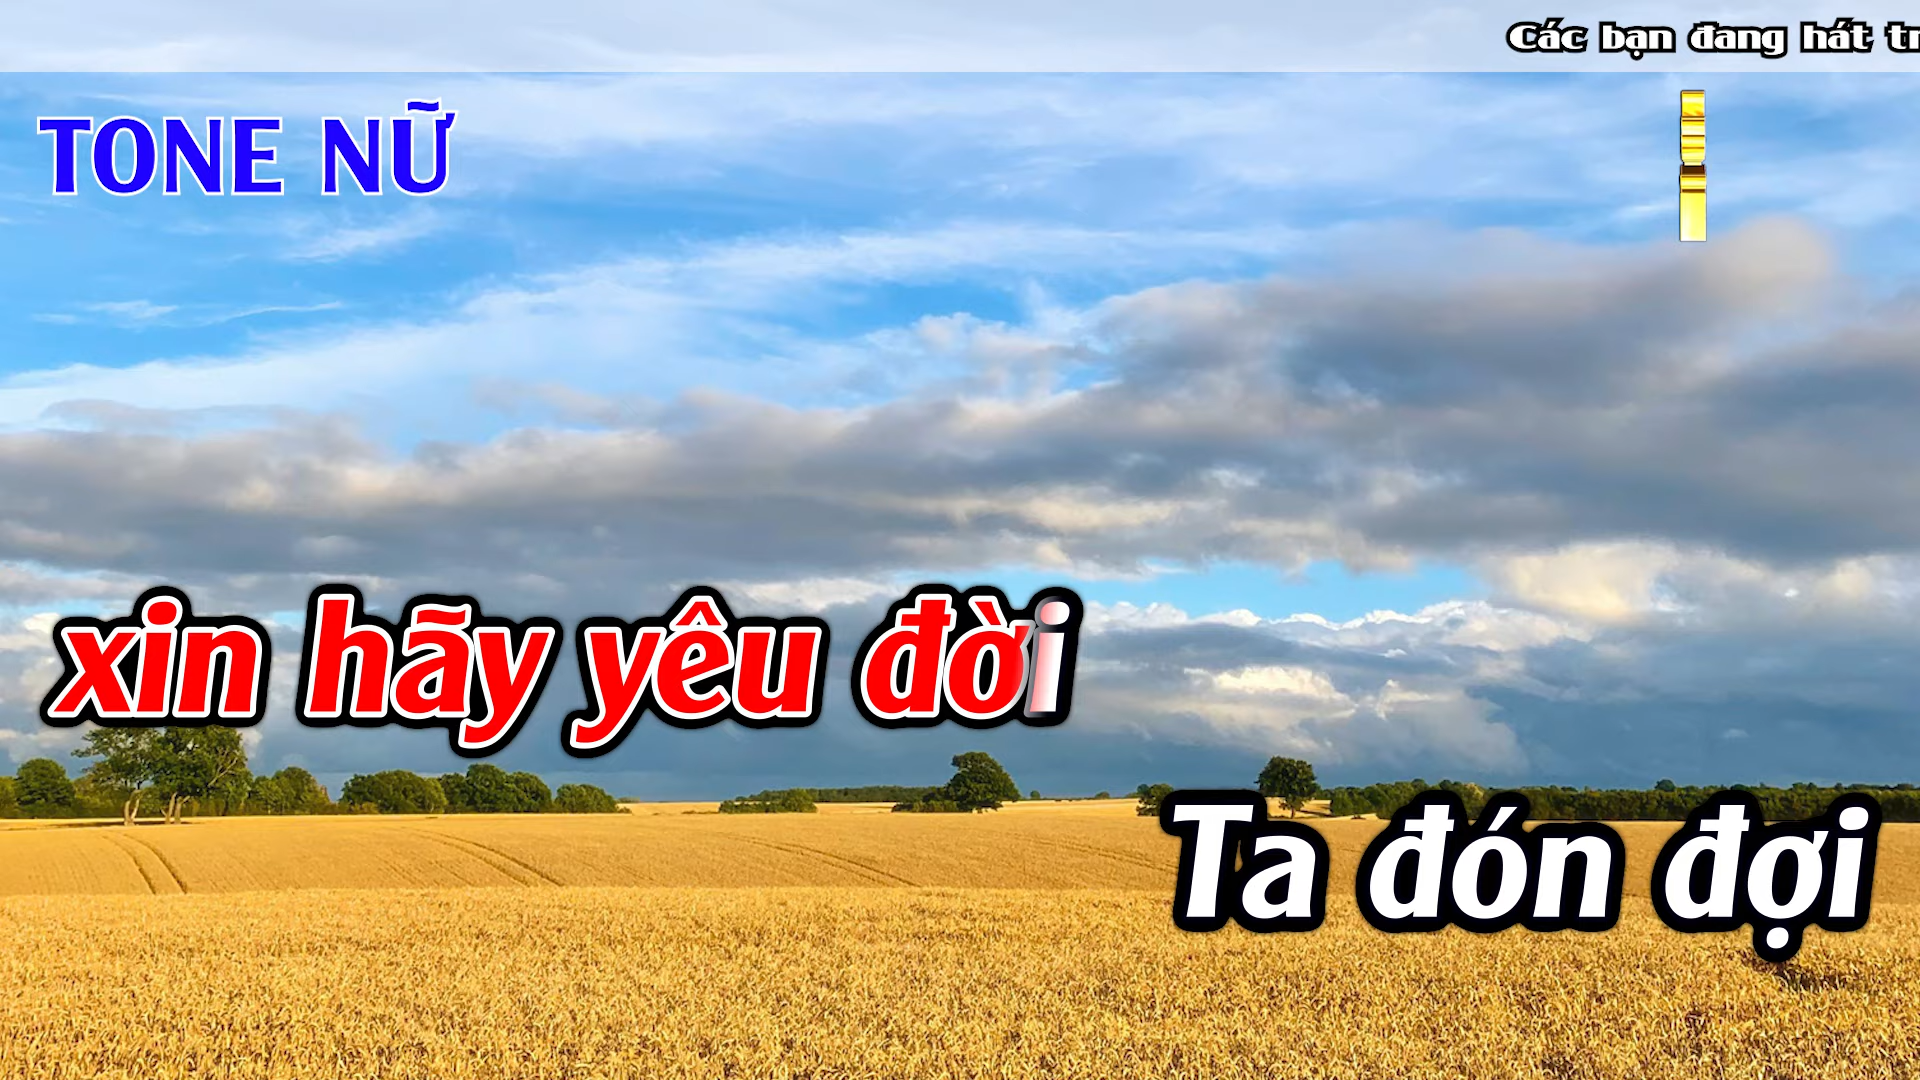 Các bạn đang hát
TONE NỮ
xin hãy yêu đời
Ta đón đợi